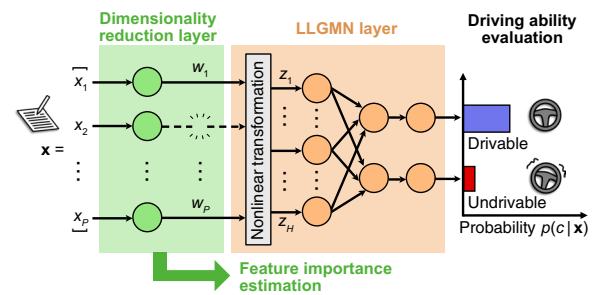 Dimensionality
reduction layer
LLGMN layer
Driving ability
evaluation
x1
w1
z1
x2
x =
Nonlinear transformation
Drivable
Undrivable
xP
wP
zH
Probability p(c | x)
Feature importance
estimation